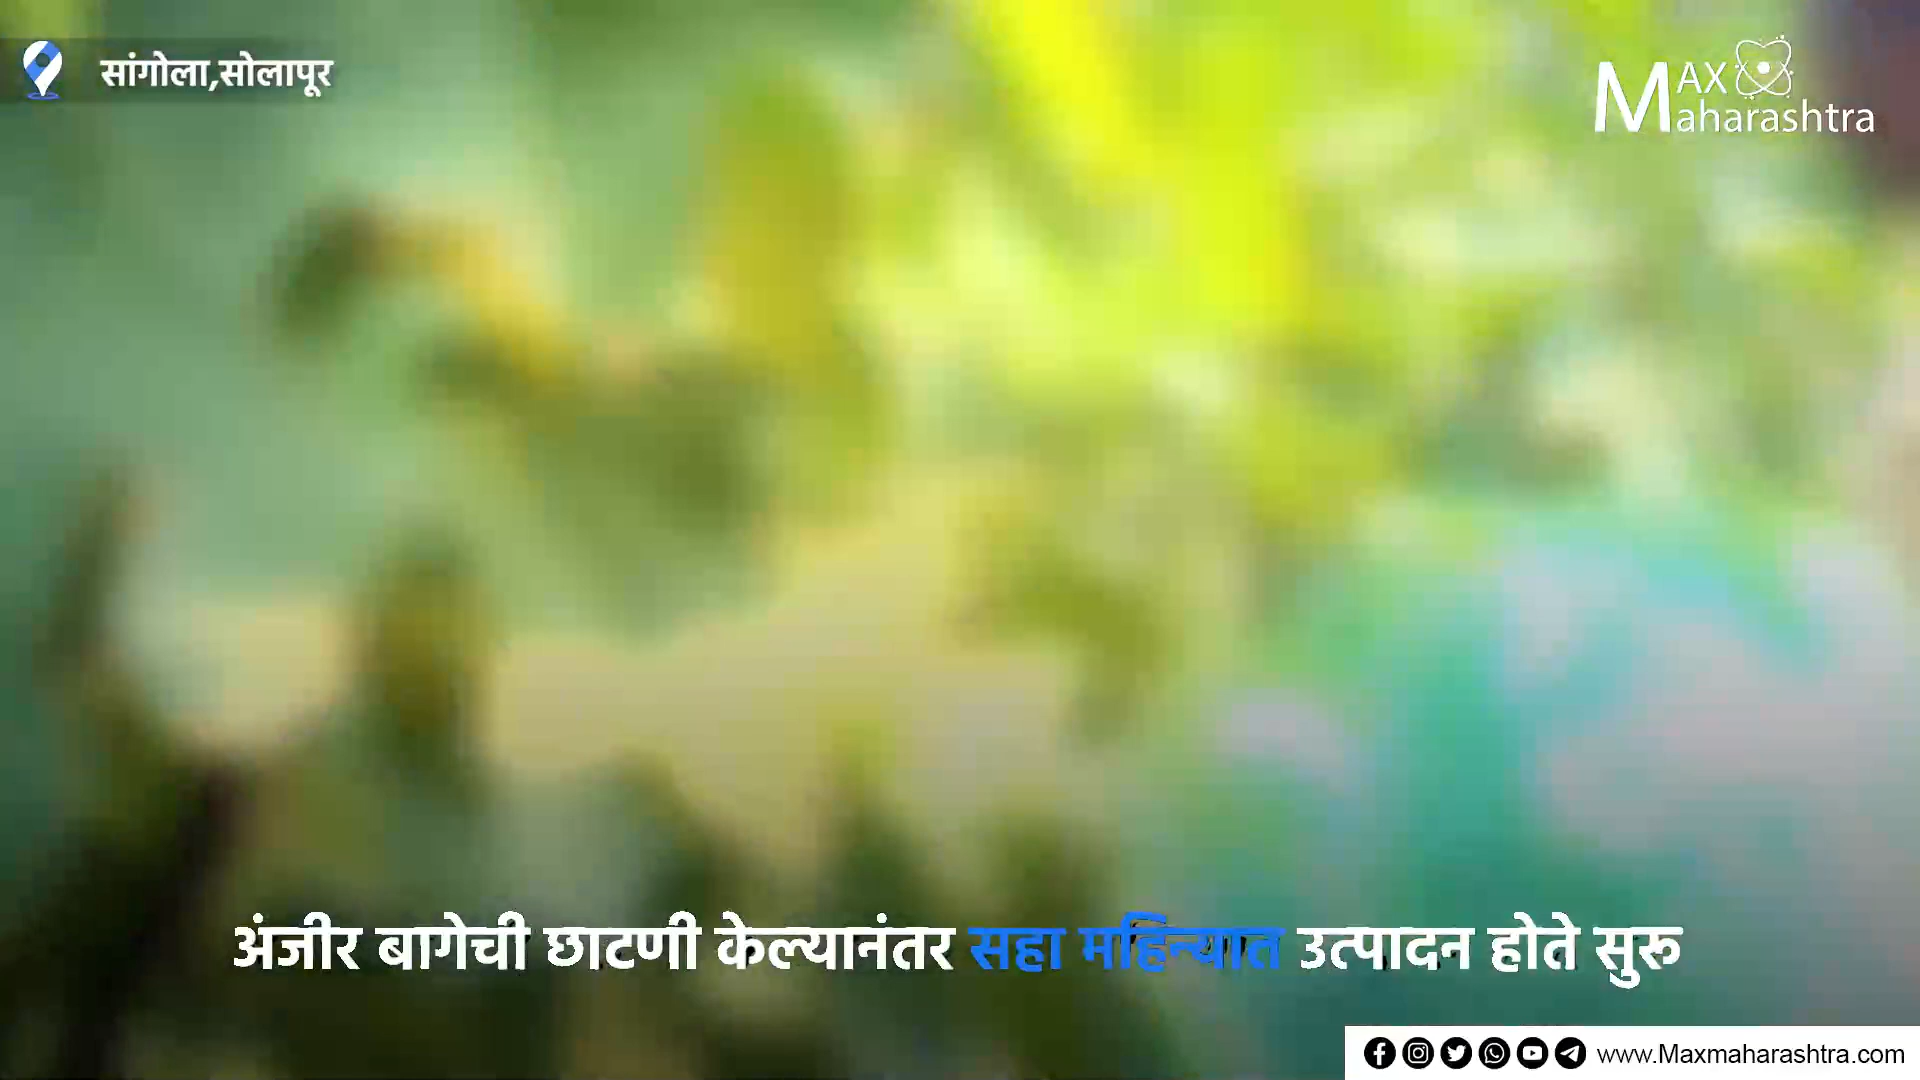 सांगोला,सोलापूर
MAX
Maharashtra
अंजीर बागेची छाटणी केल्यानंतर सहा महिन्यात उत्पादन होते सुरू
www.Maxmaharashtra.com